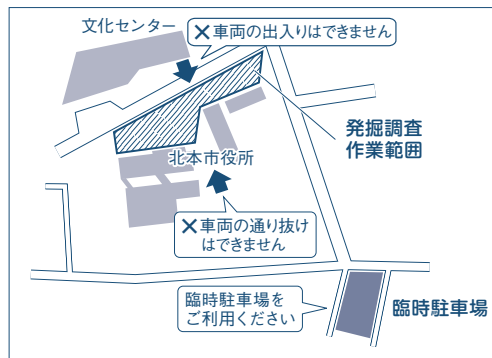 文化センター
×車両の出入りはできません
発掘調査
作業範囲
北本市役所
×車両の通り抜け
はできません
臨時駐車場を
ご利用ください
臨時駐車場